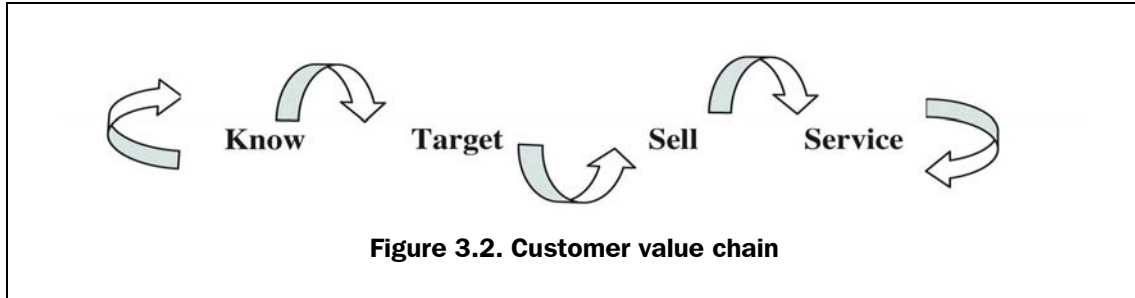 Know Target Sell Service
Figure 3.2. Customer value chain